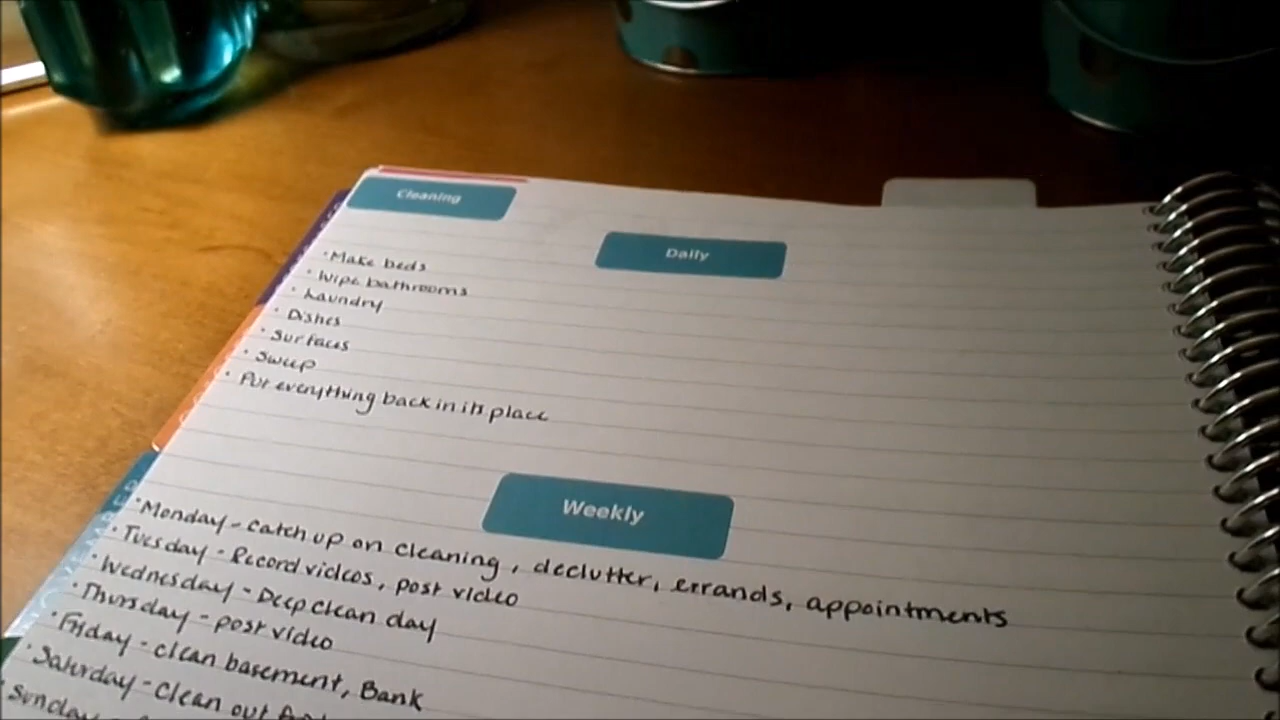 Cleaning
Daily
·Make beds
·Wipe bathrooms
·Laundry
·Dishes
·Surfaces
·Sweep
·Put everything back in its place
Weekly
·Monday - catch up on cleaning, declutter, errands, appointments
·Tuesday - Record videos, post video
·Wednesday - Deep clean day
·Thursday - post video
·Friday - clean basement, Bank
·Saturday - Clean out
·Sunday -